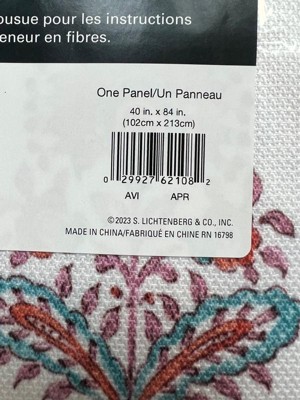 ousue pour les instructions
eneur en fibres.
One Panel/Un Panneau
40 in. x 84 in.
(102cm x 213cm)
0 29927 62108 2
AVI APR
©2023 S. LICHTENBERG & CO., INC.
MADE IN CHINA/FABRIQUÉ EN CHINE RN 16798